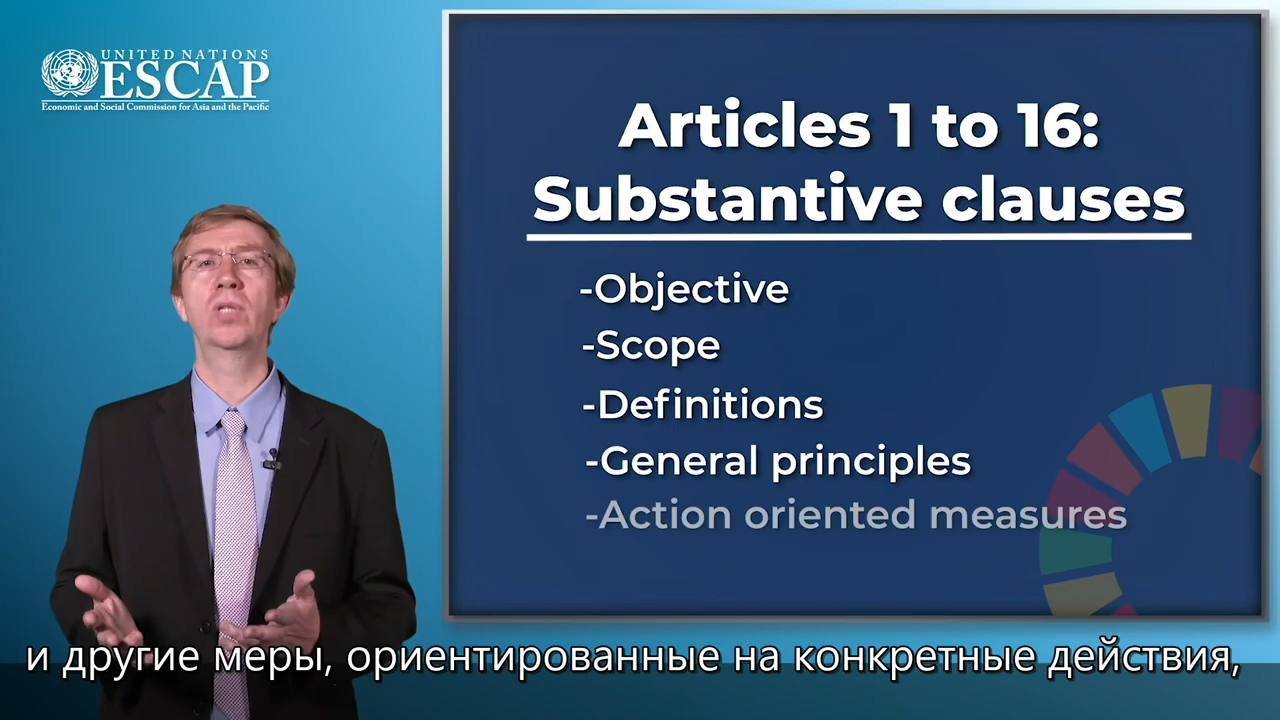 UNITED NATIONS
ESCAP
Economic and Social Commission for Asia and the Pacific
Articles 1 to 16:
Substantive clauses
-Objective
-Scope
-Definitions
-General principles
-Action oriented measures
и другие меры, ориентированные на конкретные действия,